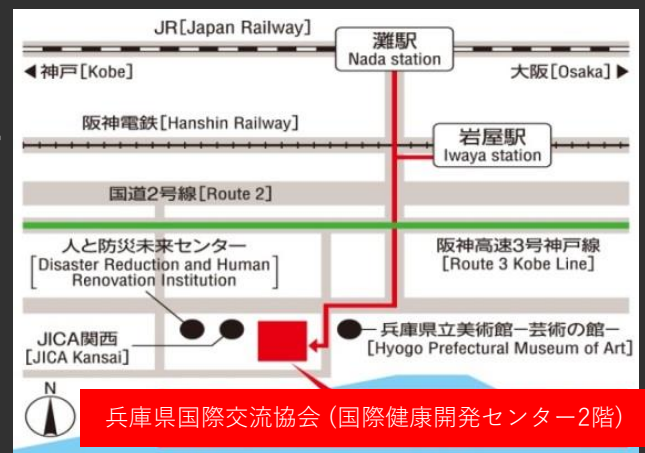 JR[Japan Railway]
灘駅
Nada station
◀神戸[Kobe]
大阪[Osaka]▶
阪神電鉄[Hanshin Railway]
岩屋駅
Iwaya station
国道2号線[Route 2]
人と防災未来センター
[Disaster Reduction and Human
Renovation Institution]
阪神高速3号神戸線
[Route 3 Kobe Line]
JICA関西
[JICA Kansai]
兵庫県立美術館ー芸術の館ー
[Hyogo Prefectural Museum of Art]
N
兵庫県国際交流協会 (国際健康開発センター2階)